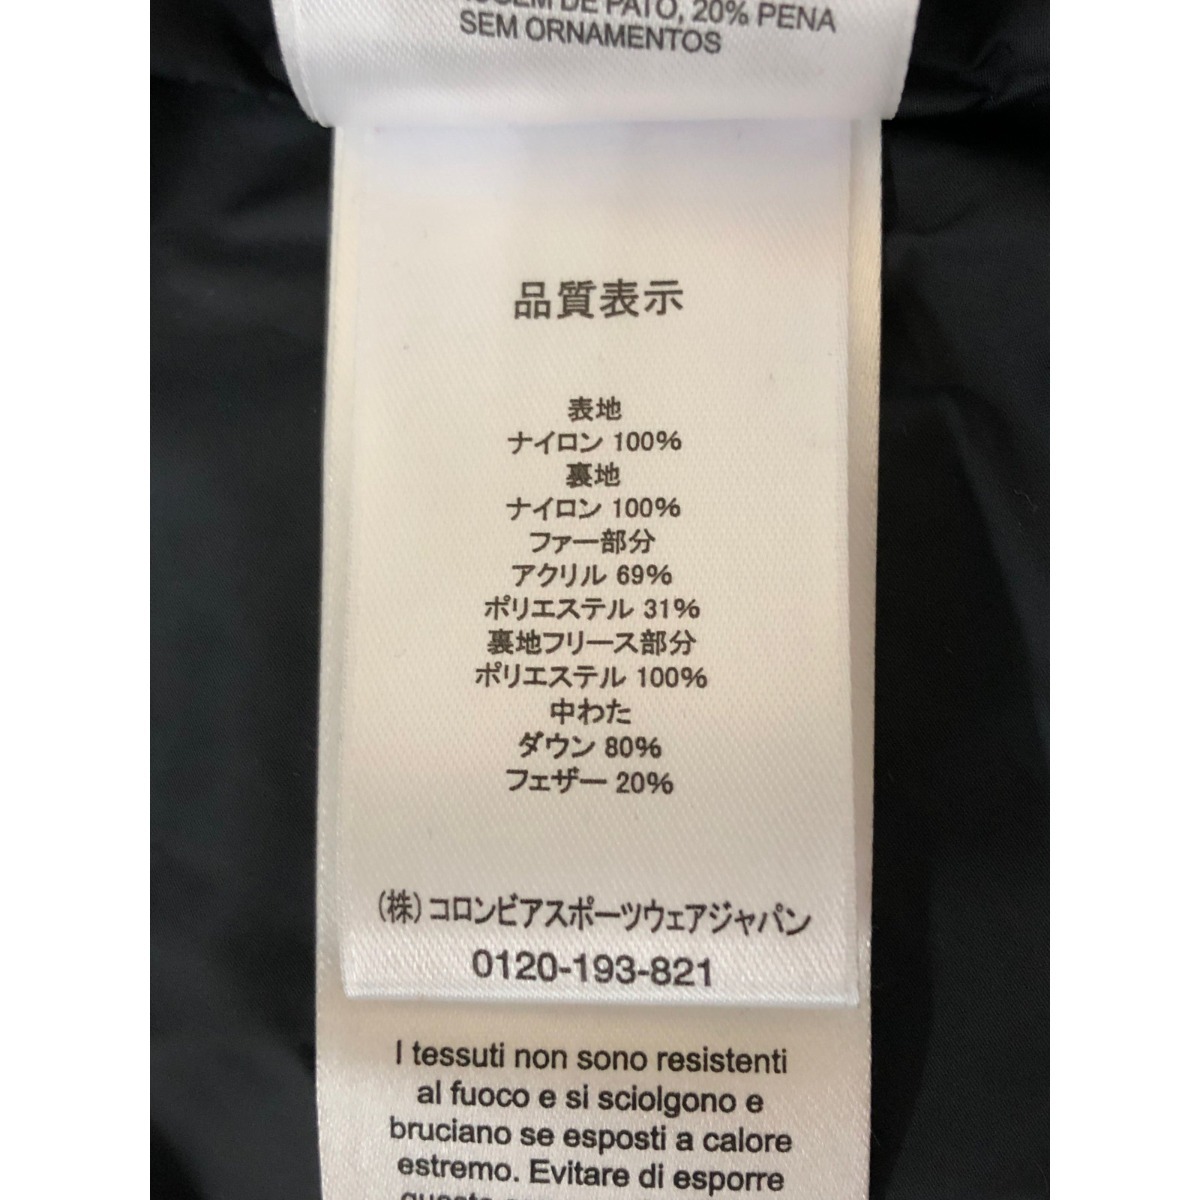 DE PATO, 20% PENA
SEM ORNAMENTOS
品質表示
表地
ナイロン 100%
裏地
ナイロン 100%
ファー部分
アクリル 69%
ポリエステル 31%
裏地フリース部分
ポリエステル 100%
中わた
ダウン 80%
フェザー 20%
(株)コロンビアスポーツウェアジャパン
0120-193-821
I tessuti non sono resistenti
al fuoco e si sciolgono e
bruciano se esposti a calore
estremo. Evitare di esporre